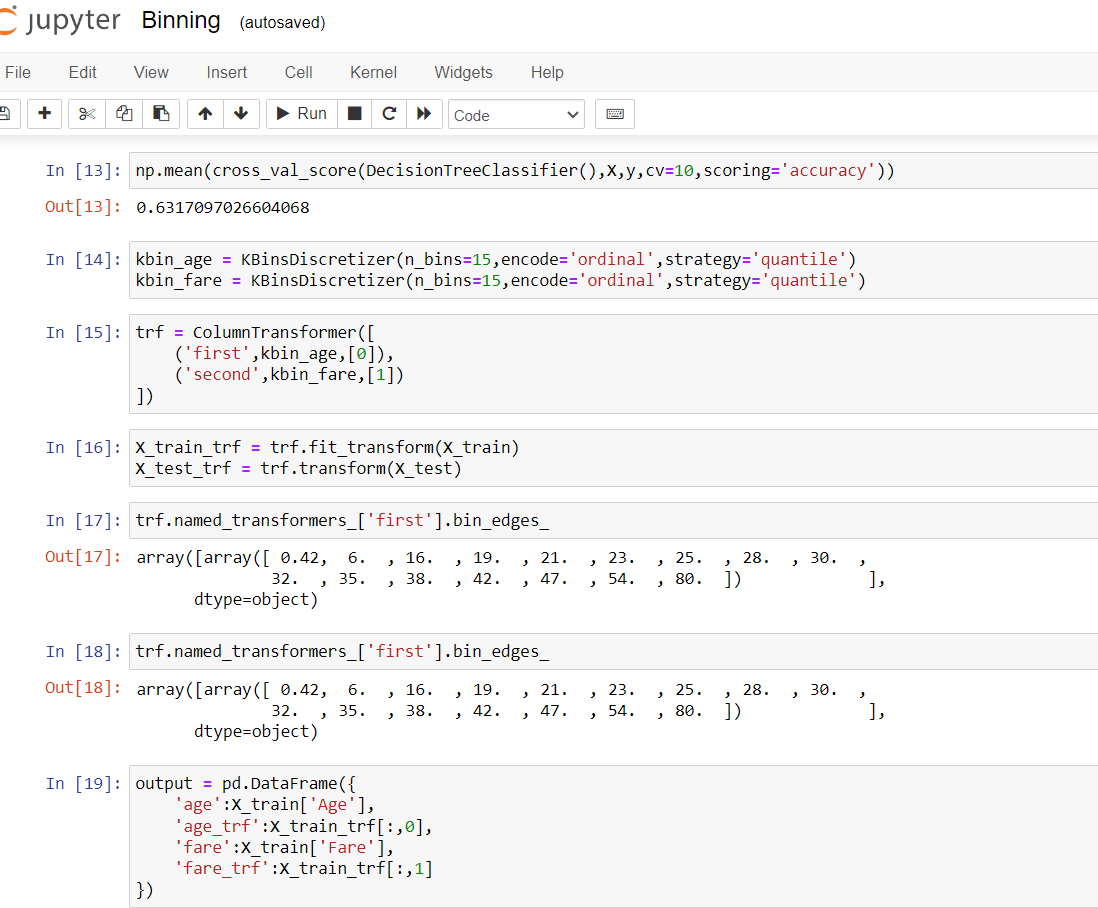 jupyter Binning (autosaved)
File Edit View Insert Cell Kernel Widgets Help
Run Code
In [13]: np.mean(cross_val_score(DecisionTreeClassifier(),X,y,cv=10,scoring='accuracy'))
Out[13]: 0.6317097026604068
In [14]: kbin_age = KBinsDiscretizer(n_bins=15,encode='ordinal',strategy='quantile')
kbin_fare = KBinsDiscretizer(n_bins=15,encode='ordinal',strategy='quantile')
In [15]: trf = ColumnTransformer([
    ('first',kbin_age,[0]),
    ('second',kbin_fare,[1])
])
In [16]: X_train_trf = trf.fit_transform(X_train)
X_test_trf = trf.transform(X_test)
In [17]: trf.named_transformers_['first'].bin_edges_
Out[17]: array([array([ 0.42,  6.  , 16.  , 19.  , 21.  , 23.  , 25.  , 28.  , 30.  ,
              32.  , 35.  , 38.  , 42.  , 47.  , 54.  , 80.  ])             ],
      dtype=object)
In [18]: trf.named_transformers_['first'].bin_edges_
Out[18]: array([array([ 0.42,  6.  , 16.  , 19.  , 21.  , 23.  , 25.  , 28.  , 30.  ,
              32.  , 35.  , 38.  , 42.  , 47.  , 54.  , 80.  ])             ],
      dtype=object)
In [19]: output = pd.DataFrame({
    'age':X_train['Age'],
    'age_trf':X_train_trf[:,0],
    'fare':X_train['Fare'],
    'fare_trf':X_train_trf[:,1]
})